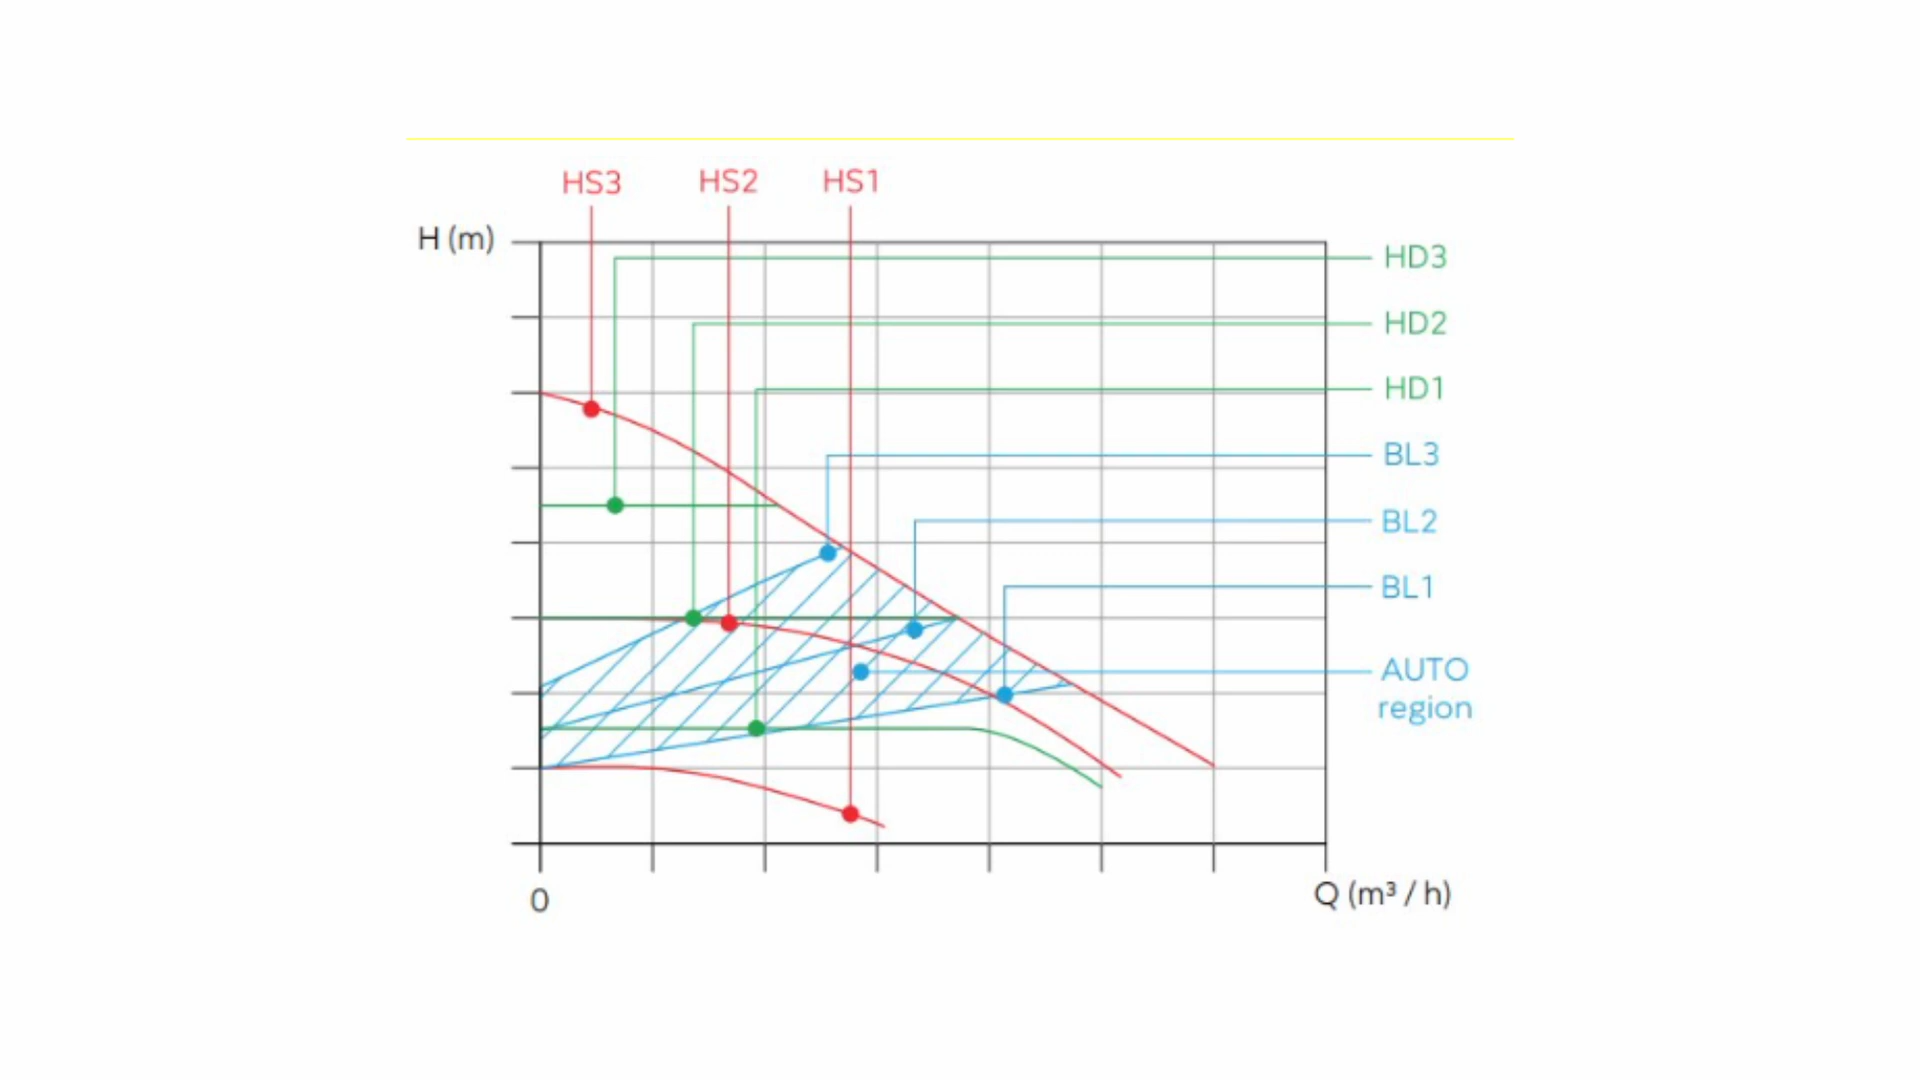 HS3 HS2 HS1
H (m)
HD3
HD2
HD1
BL3
BL2
BL1
AUTO
region
0
Q (m³ / h)